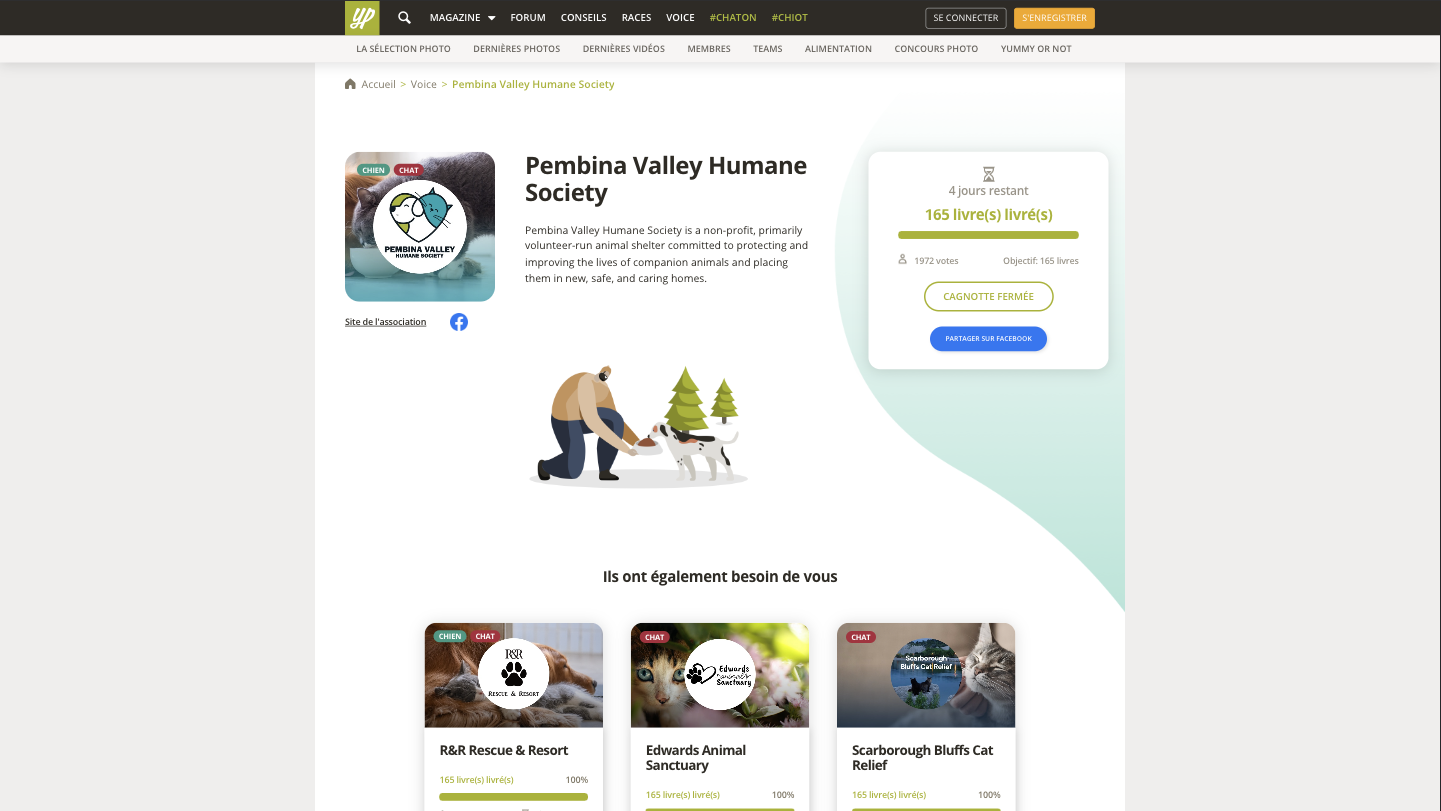 yp MAGAZINE FORUM CONSEILS RACES VOICE #CHATON #CHIOT SE CONNECTER S'ENREGISTRER
LA SÉLECTION PHOTO DERNIÈRES PHOTOS DERNIÈRES VIDÉOS MEMBRES TEAMS ALIMENTATION CONCOURS PHOTO YUMMY OR NOT
Accueil > Voice > Pembina Valley Humane Society
CHIEN CHAT
PEMBINA VALLEY
HUMANE SOCIETY
Site de l'association
Pembina Valley Humane
Society
Pembina Valley Humane Society is a non-profit, primarily
volunteer-run animal shelter committed to protecting and
improving the lives of companion animals and placing
them in new, safe, and caring homes.
4 jours restant
165 livre(s) livré(s)
1972 votes Objectif: 165 livres
CAGNOTTE FERMÉE
PARTAGER SUR FACEBOOK
Ils ont également besoin de vous
CHIEN CHAT
R&R
RESCUE & RESORT
R&R Rescue & Resort
165 livre(s) livré(s) 100%
CHAT
Edwards
Animal
Sanctuary
Edwards Animal
Sanctuary
165 livre(s) livré(s) 100%
CHAT
Scarborough
Bluffs Cat Relief
Scarborough Bluffs Cat
Relief
165 livre(s) livré(s) 100%